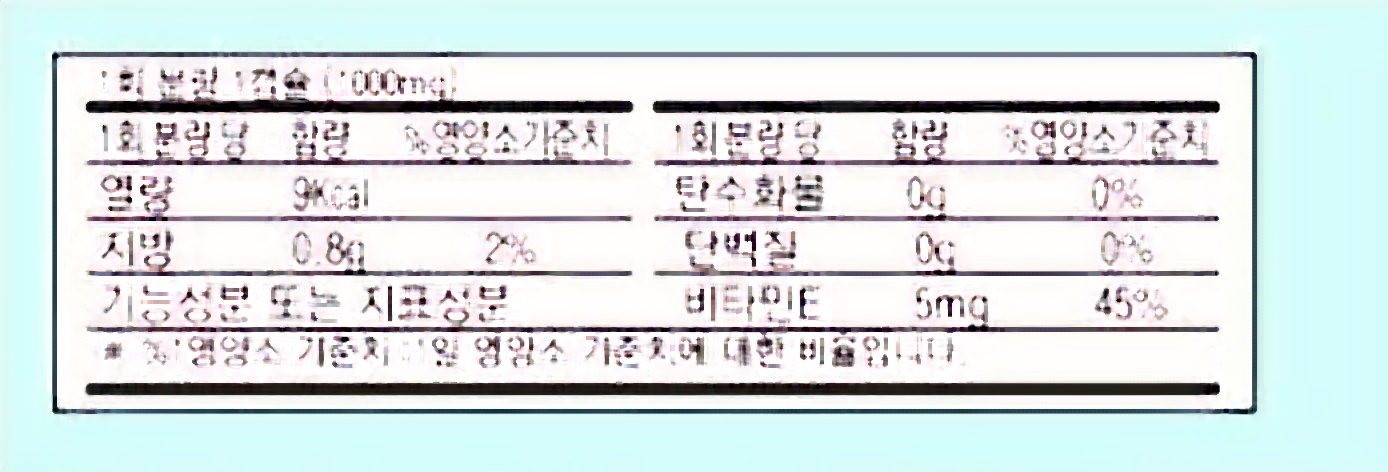 1회 분량 1캡슐 (1000mg)
1회분량당 함량 %영양소기준치 1회분량당 함량 %영양소기준치
열량 9Kcal 탄수화물 0g 0%
지방 0.8g 2% 단백질 0g 0%
기능성분 또는 지표성분 비타민E 5mg 45%
# %영양소 기준치 :1일 영양소 기준치에 대한 비율입니다.